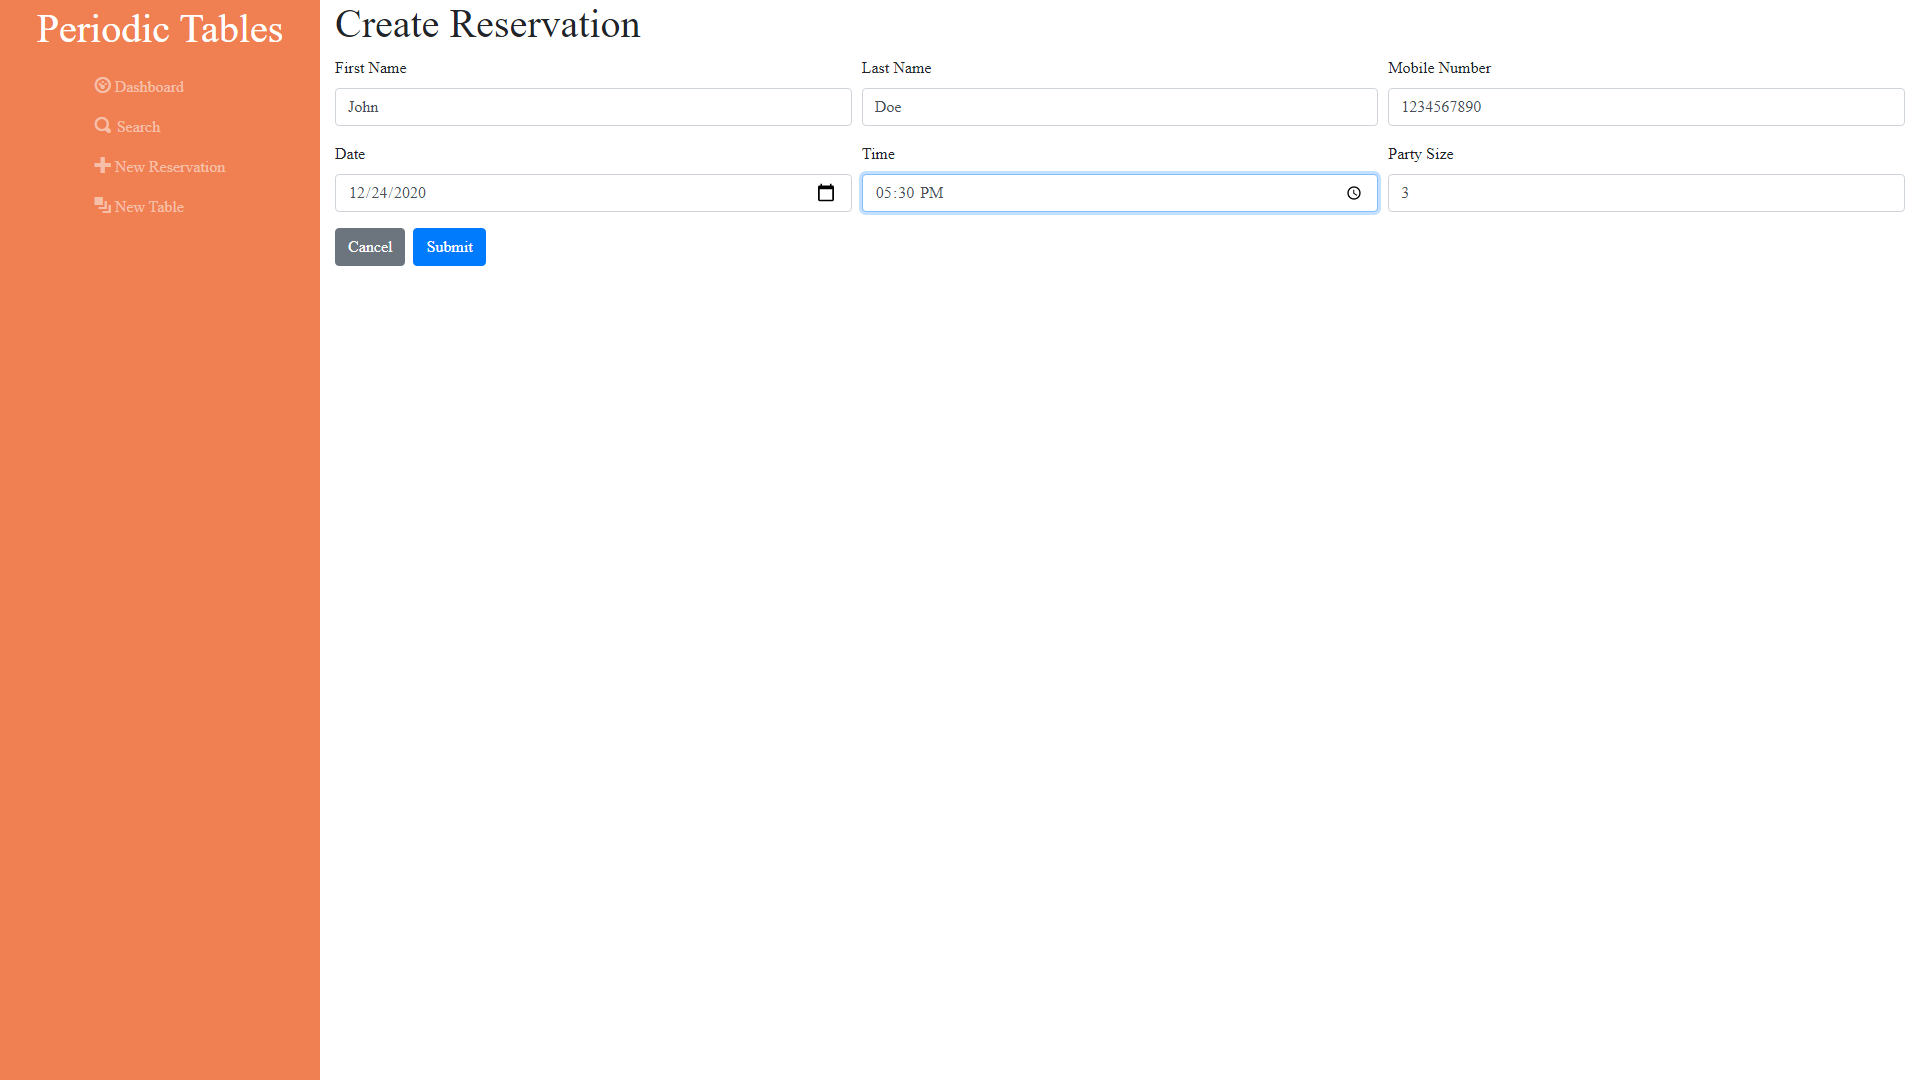 Periodic Tables
Dashboard
Search
New Reservation
New Table
Create Reservation
First Name
Last Name
Mobile Number
John
Doe
1234567890
Date
Time
Party Size
12/24/2020
05:30 PM
3
Cancel
Submit